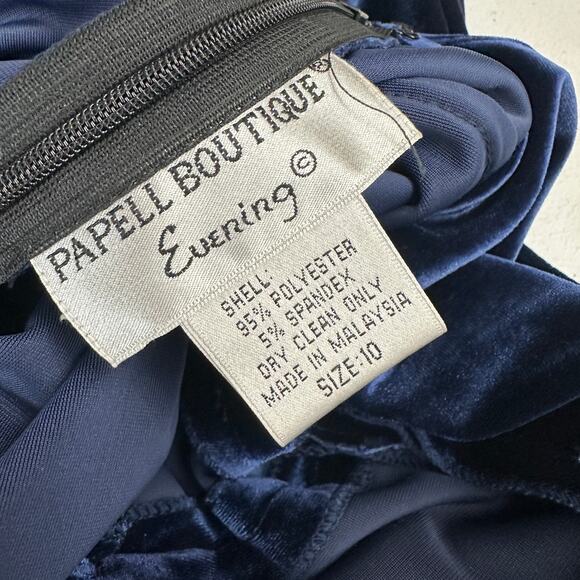 PAPELL BOUTIQUE®
Evening ©
SHELL:
95% POLYESTER
5% SPANDEX
DRY CLEAN ONLY
MADE IN MALAYSIA
SIZE:10